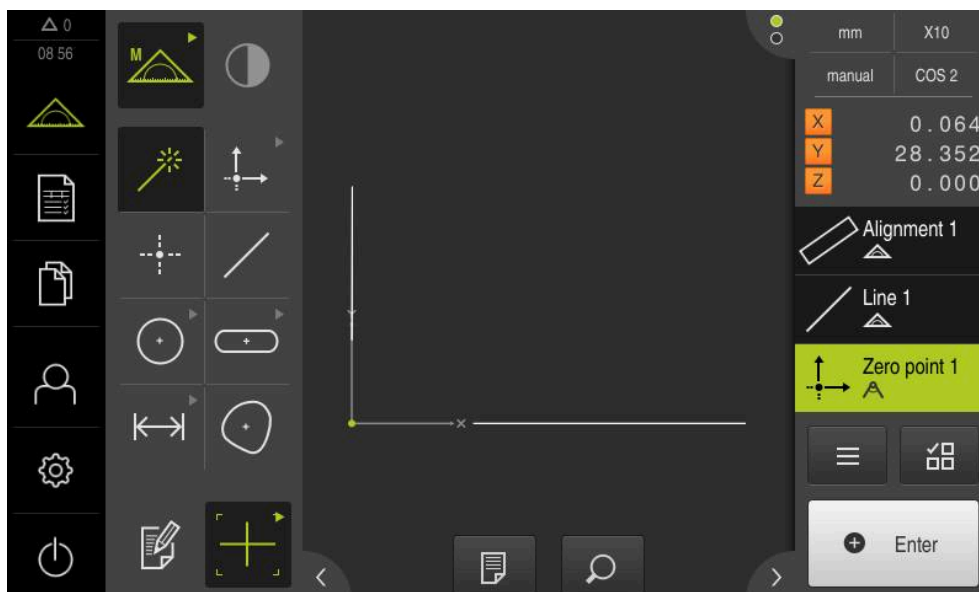 0
08 56
M
mm
X10
manual
COS 2
X 0.064
Y 28.352
Z 0.000
Alignment 1
Line 1
Zero point 1
Y
X
Enter